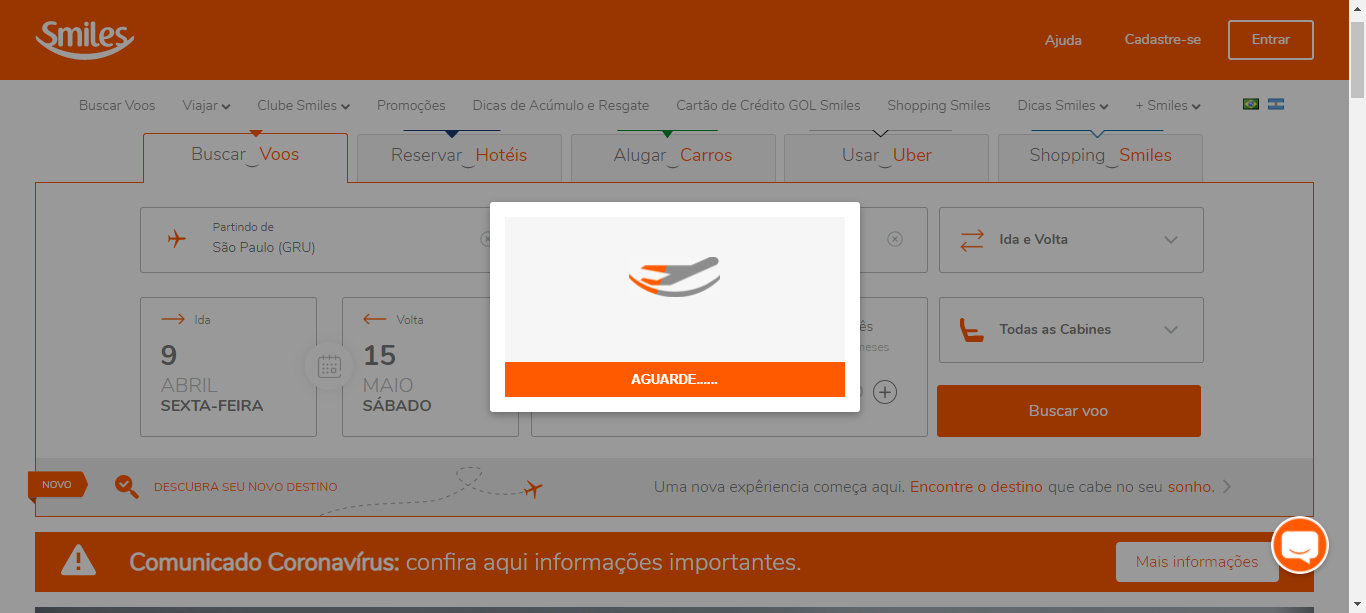 Smiles
Ajuda
Cadastre-se
Entrar
Buscar Voos
Viajar
Clube Smiles
Promoções
Dicas de Acúmulo e Resgate
Cartão de Crédito GOL Smiles
Shopping Smiles
Dicas Smiles
+ Smiles
Buscar Voos
Reservar Hotéis
Alugar Carros
Usar Uber
Shopping Smiles
Partindo de
São Paulo (GRU)
Ida e Volta
Ida
9
ABRIL
SEXTA-FEIRA
Volta
15
MAIO
SÁBADO
AGUARDE......
Todas as Cabines
Buscar voo
NOVO
DESCUBRA SEU NOVO DESTINO
Uma nova expêriencia começa aqui. Encontre o destino que cabe no seu sonho.
Comunicado Coronavírus: confira aqui informações importantes.
Mais informações